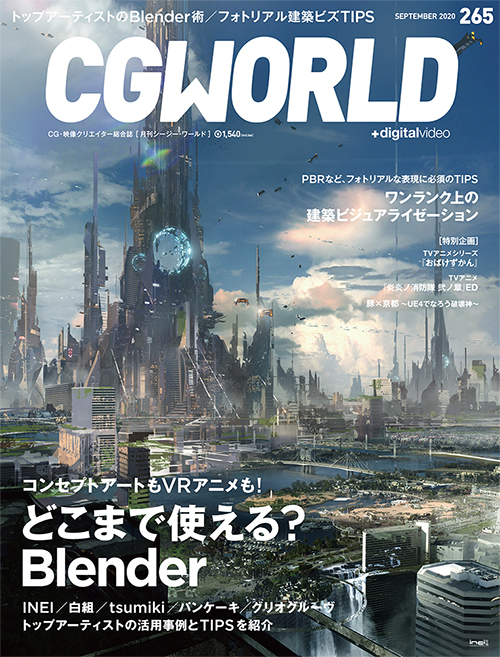 トップアーティストのBlender術／フォトリアル建築ビズTIPS
SEPTEMBER 2020 265
CGWORLD
+digitalvideo
CG・映像クリエイター総合誌［月刊シージー・ワールド］ ¥1,540
PBRなど、フォトリアルな表現に必須のTIPS
ワンランク上の
建築ビジュアライゼーション
［特別企画］
TVアニメシリーズ
『おばけずかん』
TVアニメ
『炎炎ノ消防隊 弐ノ章』ED
豚×京都 〜UE4でなろう破壊神〜
コンセプトアートもVRアニメも！
どこまで使える？
Blender
INEI／白組／tsumiki／パンケーキ／グリオグルーヴ
トップアーティストの活用事例とTIPSを紹介
inei